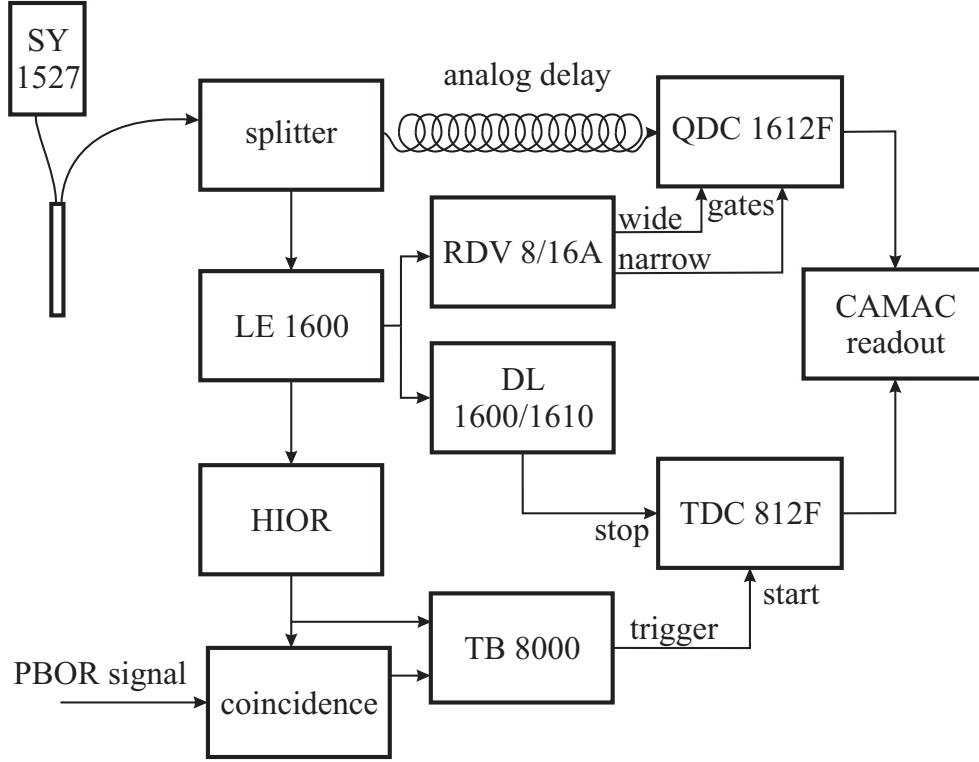 SY
1527
analog delay
splitter
QDC 1612F
wide
gates
RDV 8/16A
narrow
LE 1600
CAMAC
readout
DL
1600/1610
HIOR
TDC 812F
stop
start
trigger
TB 8000
PBOR signal
coincidence